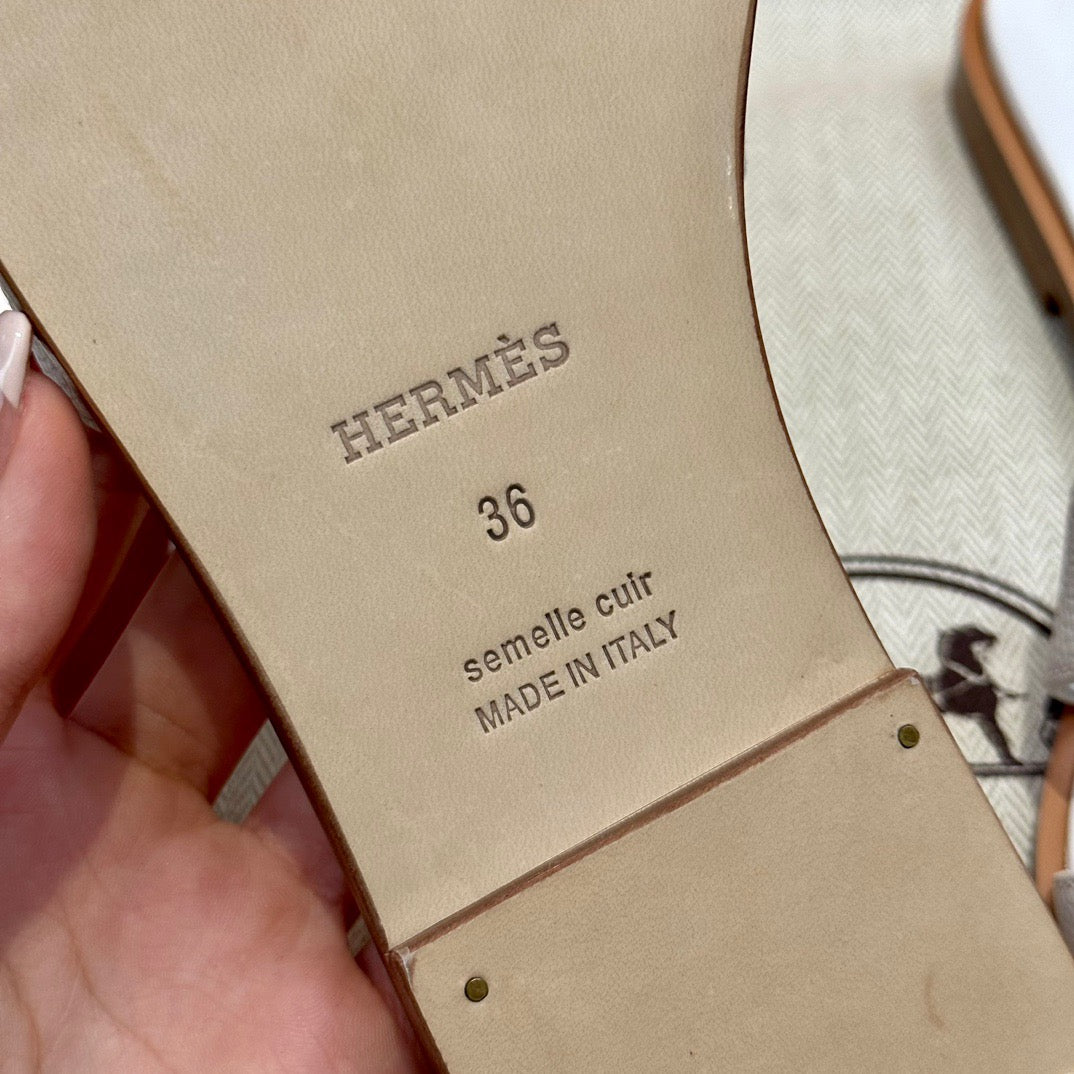 HERMÈS
36
semelle cuir
MADE IN ITALY